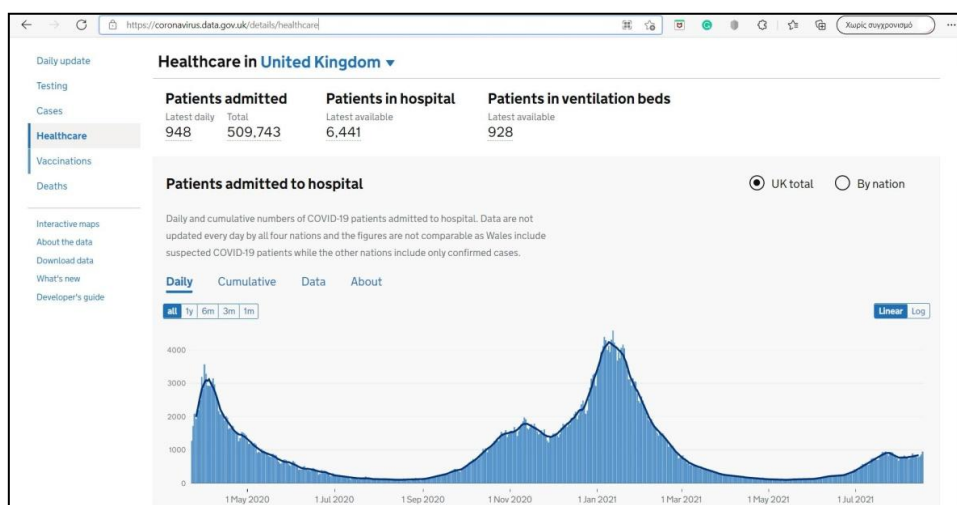 https://coronavirus.data.gov.uk/details/healthcare
Χωρίς συγχρονισμό
Daily update
Testing
Cases
Healthcare
Vaccinations
Deaths
Interactive maps
About the data
Download data
What's new
Developer's guide
Healthcare in United Kingdom
Patients admitted
Latest daily Total
948 509,743
Patients in hospital
Latest available
6,441
Patients in ventilation beds
Latest available
928
Patients admitted to hospital
UK total By nation
Daily and cumulative numbers of COVID-19 patients admitted to hospital. Data are not
updated every day by all four nations and the figures are not comparable as Wales include
suspected COVID-19 patients while the other nations include only confirmed cases.
Daily Cumulative Data About
all 1y 6m 3m 1m
Linear Log
4000
3000
2000
1000
0
1 May 2020 1 Jul 2020 1 Sep 2020 1 Nov 2020 1 Jan 2021 1 Mar 2021 1 May 2021 1 Jul 2021